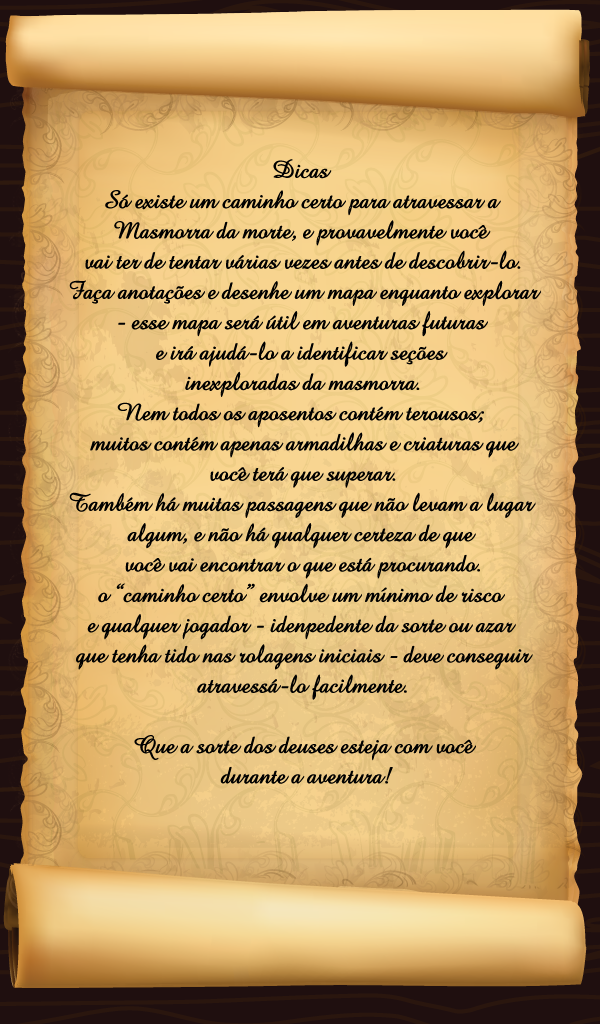 Dicas
Só existe um caminho certo para atravessar a
Masmorra da morte, e provavelmente você
vai ter de tentar várias vezes antes de descobrir-lo.
Faça anotações e desenhe um mapa enquanto explorar
- esse mapa será útil em aventuras futuras
e irá ajudá-lo a identificar seções
inexploradas da masmorra.
Nem todos os aposentos contém terousos;
muitos contém apenas armadilhas e criaturas que
você terá que superar.
Também há muitas passagens que não levam a lugar
algum, e não há qualquer certeza de que
você vai encontrar o que está procurando.
o “caminho certo” envolve um mínimo de risco
e qualquer jogador - idenpedente da sorte ou azar
que tenha tido nas rolagens iniciais - deve conseguir
atravessá-lo facilmente.
Que a sorte dos deuses esteja com você
durante a aventura!